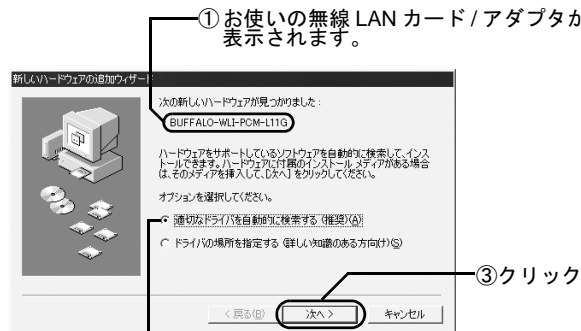 ①お使いの無線 LAN カード / アダプタが
表示されます。
新しいハードウェアの追加ウィザード
次の新しいハードウェアが見つかりました:
BUFFALO-WLI-PCM-L11G
ハードウェアをサポートしているソフトウェアを自動的に検索して、インス
トールできます。ハードウェアに付属のインストール メディアがある場合
は、そのメディアを挿入して、[次へ] をクリックしてください。
オプションを選択してください。
適切なドライバを自動的に検索する (推奨)(A)
ドライバの場所を指定する (詳しい知識のある方向け)(S)
③クリック
< 戻る(B)
次へ >
キャンセル